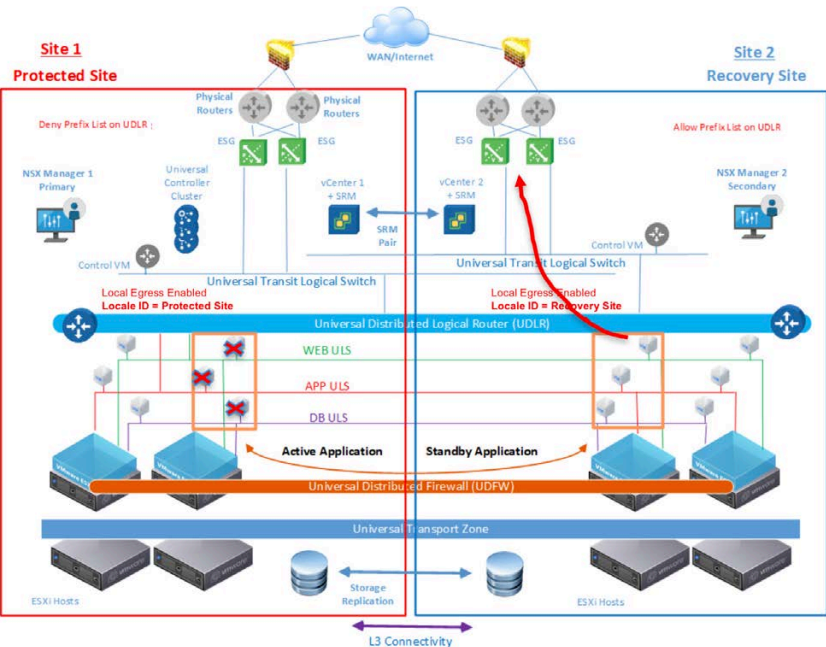 Site 1
Protected Site
WAN/Internet
Site 2
Recovery Site
Physical
Routers
Physical
Routers
Deny Prefix List on UDLR :
ESG
ESG
ESG
ESG
Allow Prefix List on UDLR
NSX Manager 1
Primary
Universal
Controller
Cluster
vCenter 1
+ SRM
vCenter 2
+ SRM
NSX Manager 2
Secondary
SRM
Pair
Control VM
Control VM
Universal Transit Logical Switch
Universal Transit Logical Switch
Local Egress Enabled
Locale ID = Protected Site
Local Egress Enabled
Locale ID = Recovery Site
Universal Distributed Logical Router (UDLR)
WEB ULS
APP ULS
DB ULS
Active Application
Standby Application
Universal Distributed Firewall (UDFW)
Universal Transport Zone
ESXi Hosts
Storage
Replication
ESXi Hosts
L3 Connectivity